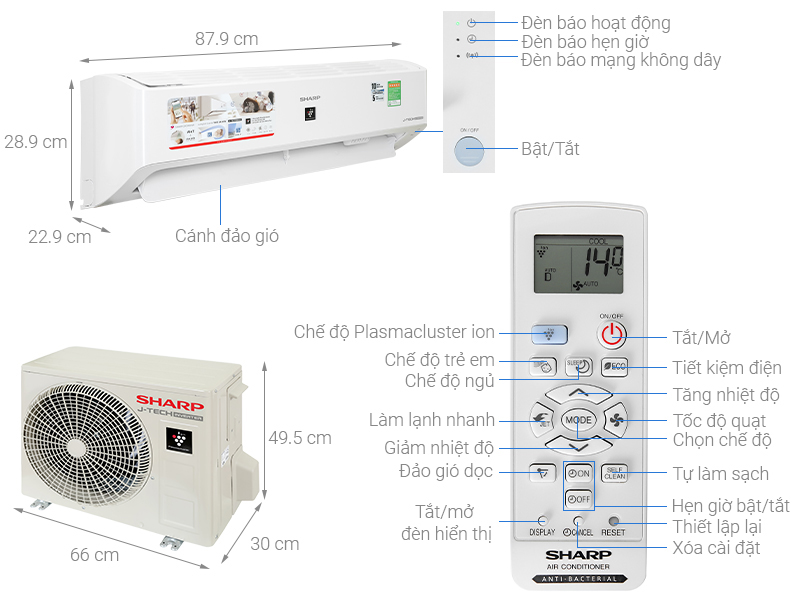 87.9 cm
28.9 cm
22.9 cm
SHARP
J-TECH INVERTER
Cánh đảo gió
Đèn báo hoạt động
Đèn báo hẹn giờ
Đèn báo mạng không dây
ON/OFF
Bật/Tắt
SHARP
J-TECH INVERTER
49.5 cm
66 cm
30 cm
COOL
14.0 °C
AUTO
AUTO
ON/OFF
Chế độ Plasmacluster ion
Tắt/Mở
Chế độ trẻ em
SLEEP
ECO
Tiết kiệm điện
Chế độ ngủ
Tăng nhiệt độ
Làm lạnh nhanh
JET
MODE
Tốc độ quạt
Chọn chế độ
Giảm nhiệt độ
Đảo gió dọc
ON
SELF CLEAN
Tự làm sạch
OFF
Hẹn giờ bật/tắt
Tắt/mở
đèn hiển thị
Thiết lập lại
DISPLAY
CANCEL
RESET
Xóa cài đặt
SHARP
AIR CONDITIONER
ANTI-BACTERIAL